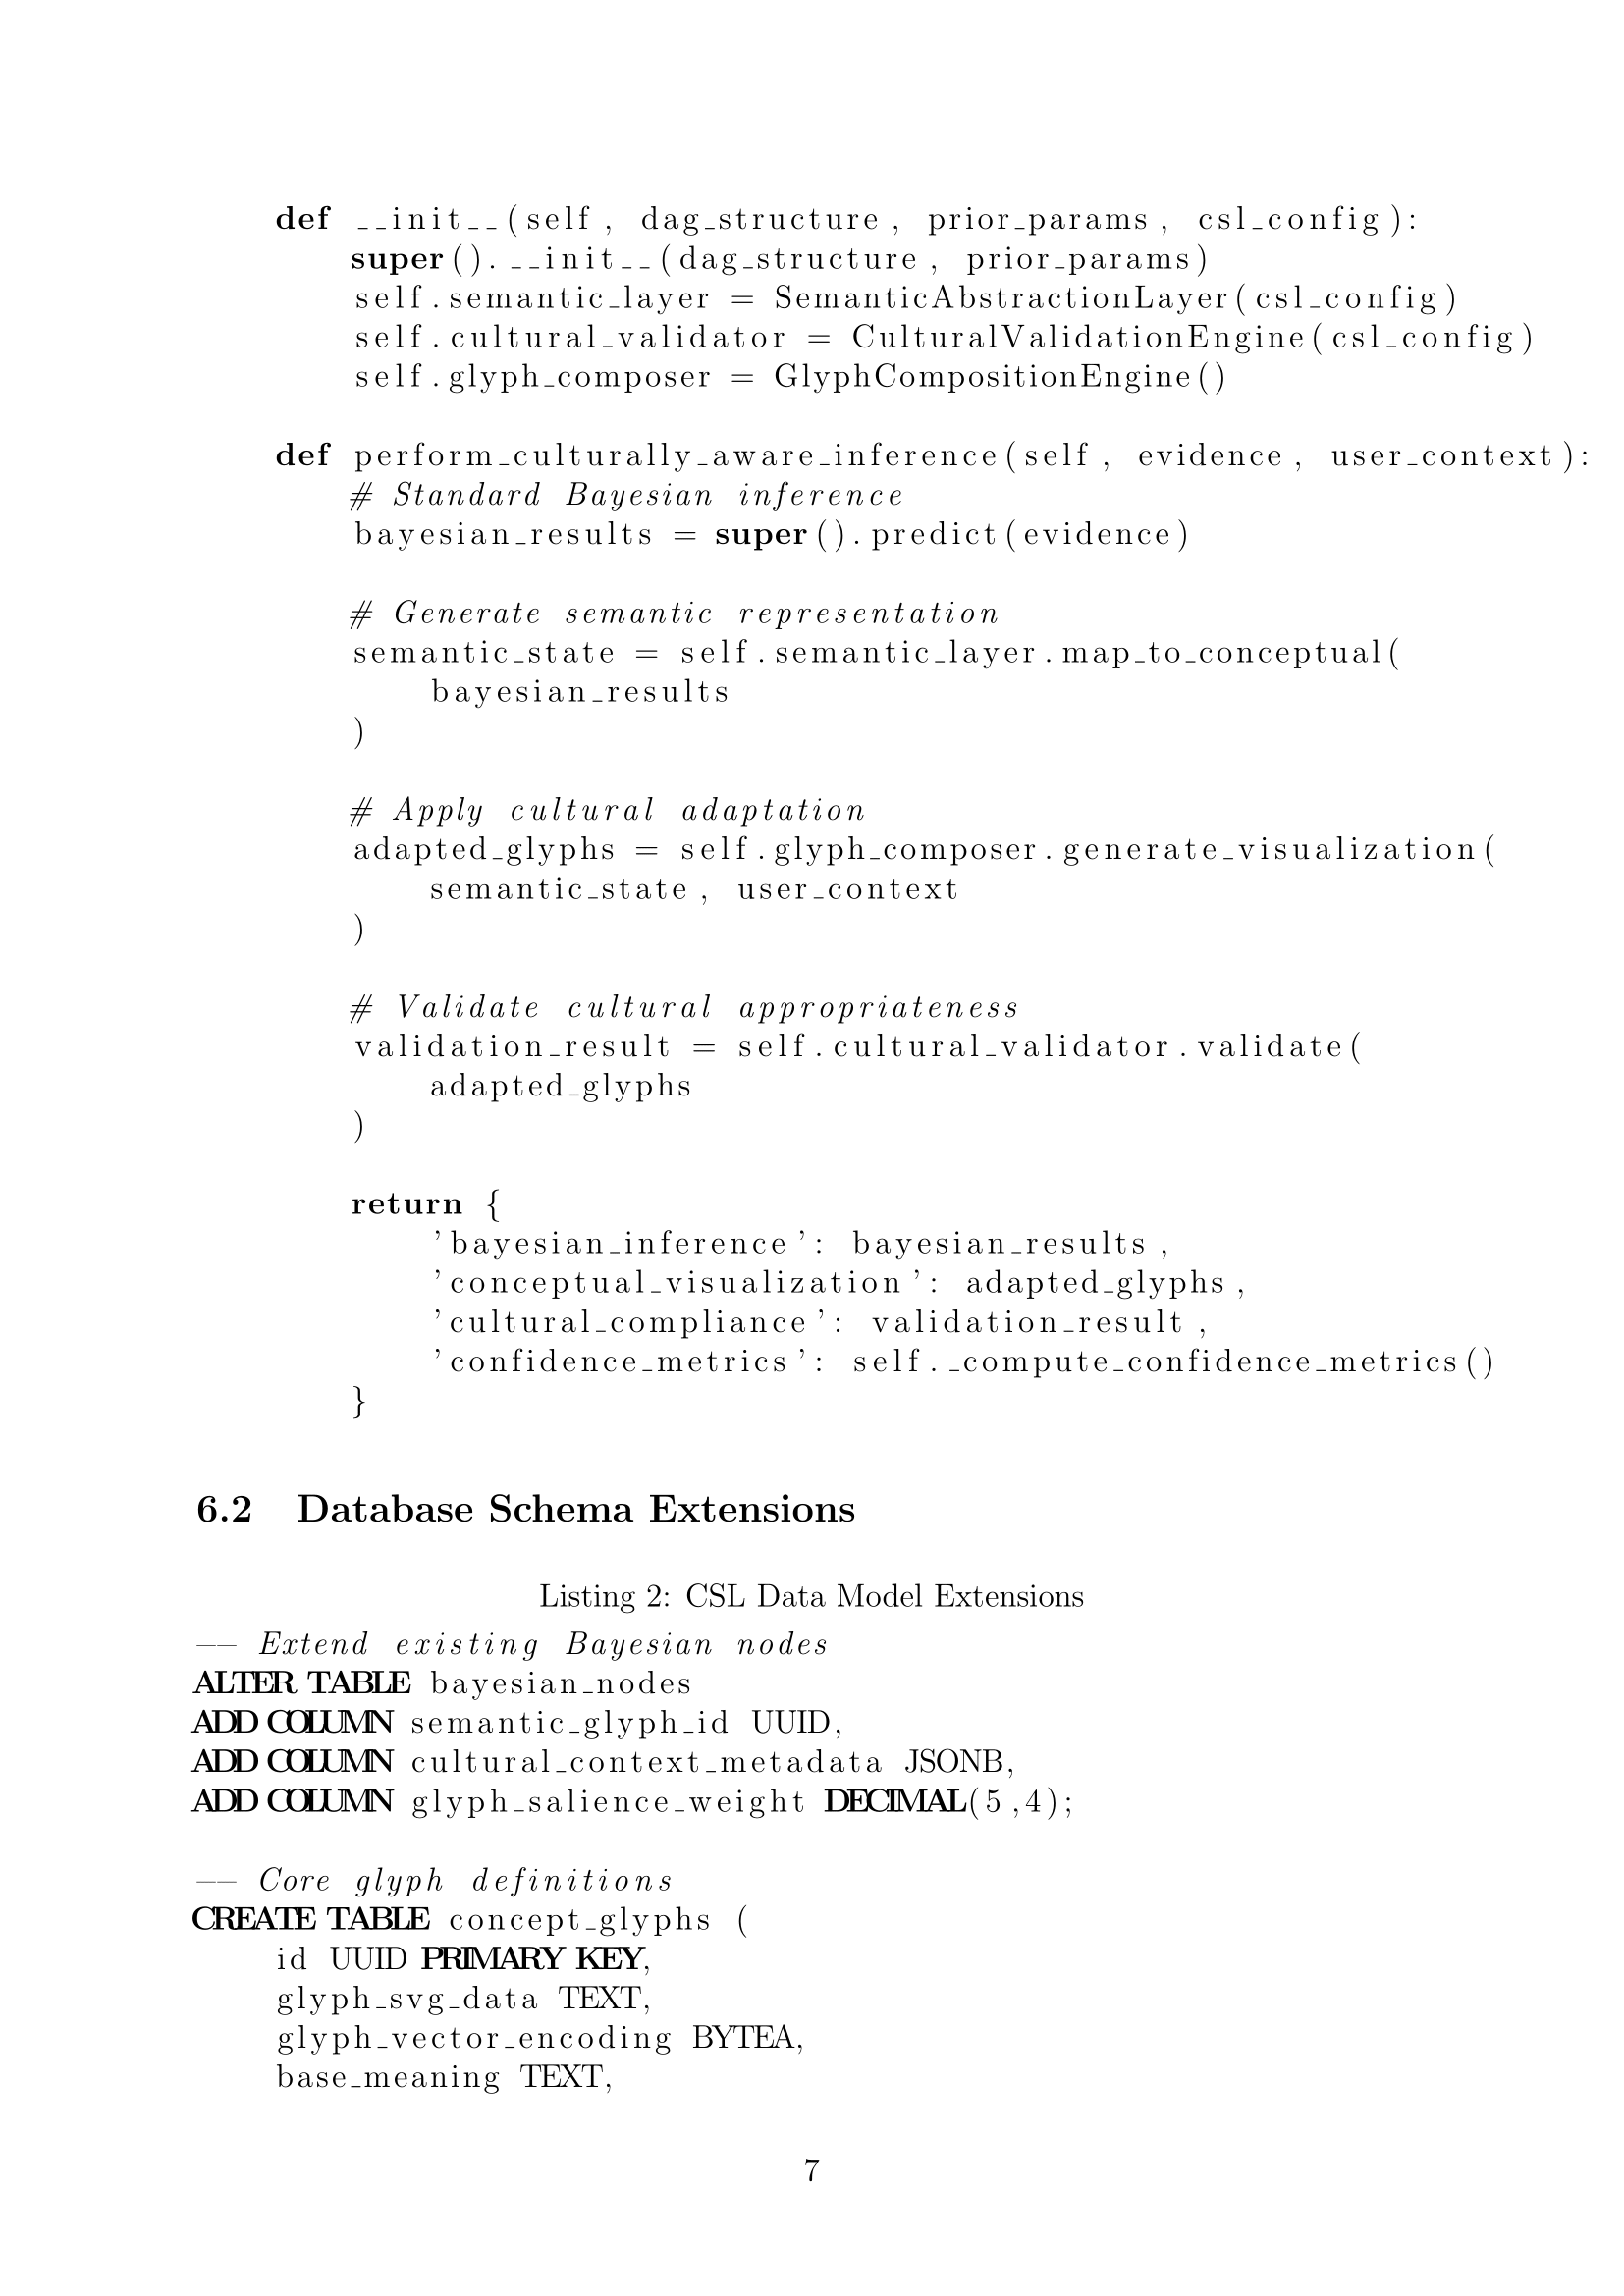 def __init__(self, dag_structure, prior_params, csl_config):
super().__init__(dag_structure, prior_params)
self.semantic_layer = SemanticAbstractionLayer(csl_config)
self.cultural_validator = CulturalValidationEngine(csl_config)
self.glyph_composer = GlyphCompositionEngine()
def perform_culturally_aware_inference(self, evidence, user_context):
# Standard Bayesian inference
bayesian_results = super().predict(evidence)
# Generate semantic representation
semantic_state = self.semantic_layer.map_to_conceptual(
bayesian_results
)
# Apply cultural adaptation
adapted_glyphs = self.glyph_composer.generate_visualization(
semantic_state, user_context
)
# Validate cultural appropriateness
validation_result = self.cultural_validator.validate(
adapted_glyphs
)
return {
'bayesian_inference': bayesian_results,
'conceptual_visualization': adapted_glyphs,
'cultural_compliance': validation_result,
'confidence_metrics': self._compute_confidence_metrics()
}
6.2 Database Schema Extensions
Listing 2: CSL Data Model Extensions
-- Extend existing Bayesian nodes
ALTER TABLE bayesian_nodes
ADD COLUMN semantic_glyph_id UUID,
ADD COLUMN cultural_context_metadata JSONB,
ADD COLUMN glyph_salience_weight DECIMAL(5,4);
-- Core glyph definitions
CREATE TABLE concept_glyphs (
id UUID PRIMARY KEY,
glyph_svg_data TEXT,
glyph_vector_encoding BYTEA,
base_meaning TEXT,
7